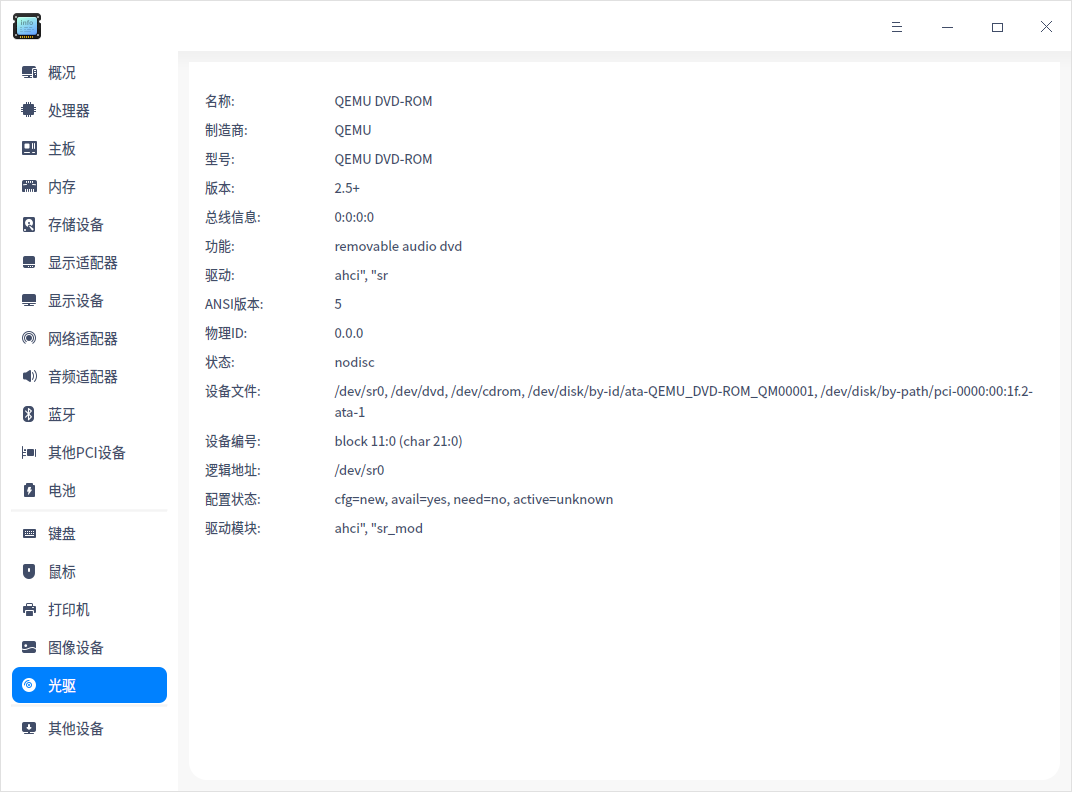 info
概况
处理器
主板
内存
存储设备
显示适配器
显示设备
网络适配器
音频适配器
蓝牙
其他PCI设备
电池
键盘
鼠标
打印机
图像设备
光驱
其他设备
名称: QEMU DVD-ROM
制造商: QEMU
型号: QEMU DVD-ROM
版本: 2.5+
总线信息: 0:0:0:0
功能: removable audio dvd
驱动: ahci", "sr
ANSI版本: 5
物理ID: 0.0.0
状态: nodisc
设备文件: /dev/sr0, /dev/dvd, /dev/cdrom, /dev/disk/by-id/ata-QEMU_DVD-ROM_QM00001, /dev/disk/by-path/pci-0000:00:1f.2-
ata-1
设备编号: block 11:0 (char 21:0)
逻辑地址: /dev/sr0
配置状态: cfg=new, avail=yes, need=no, active=unknown
驱动模块: ahci", "sr_mod